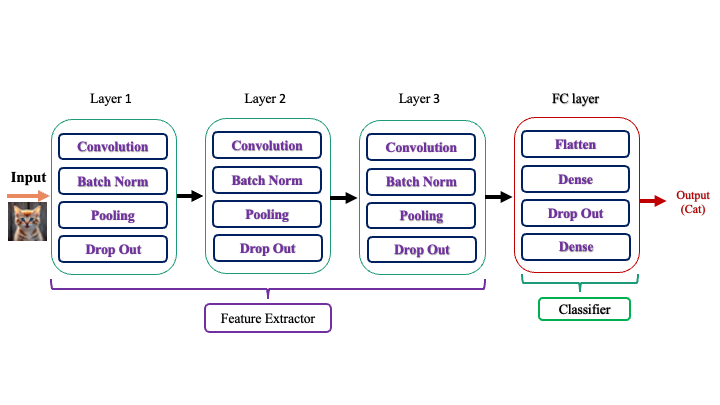 Layer 1
Layer 2
Layer 3
FC layer
Input
Convolution
Batch Norm
Pooling
Drop Out
Convolution
Batch Norm
Pooling
Drop Out
Convolution
Batch Norm
Pooling
Drop Out
Flatten
Dense
Drop Out
Dense
Output
(Cat)
Feature Extractor
Classifier